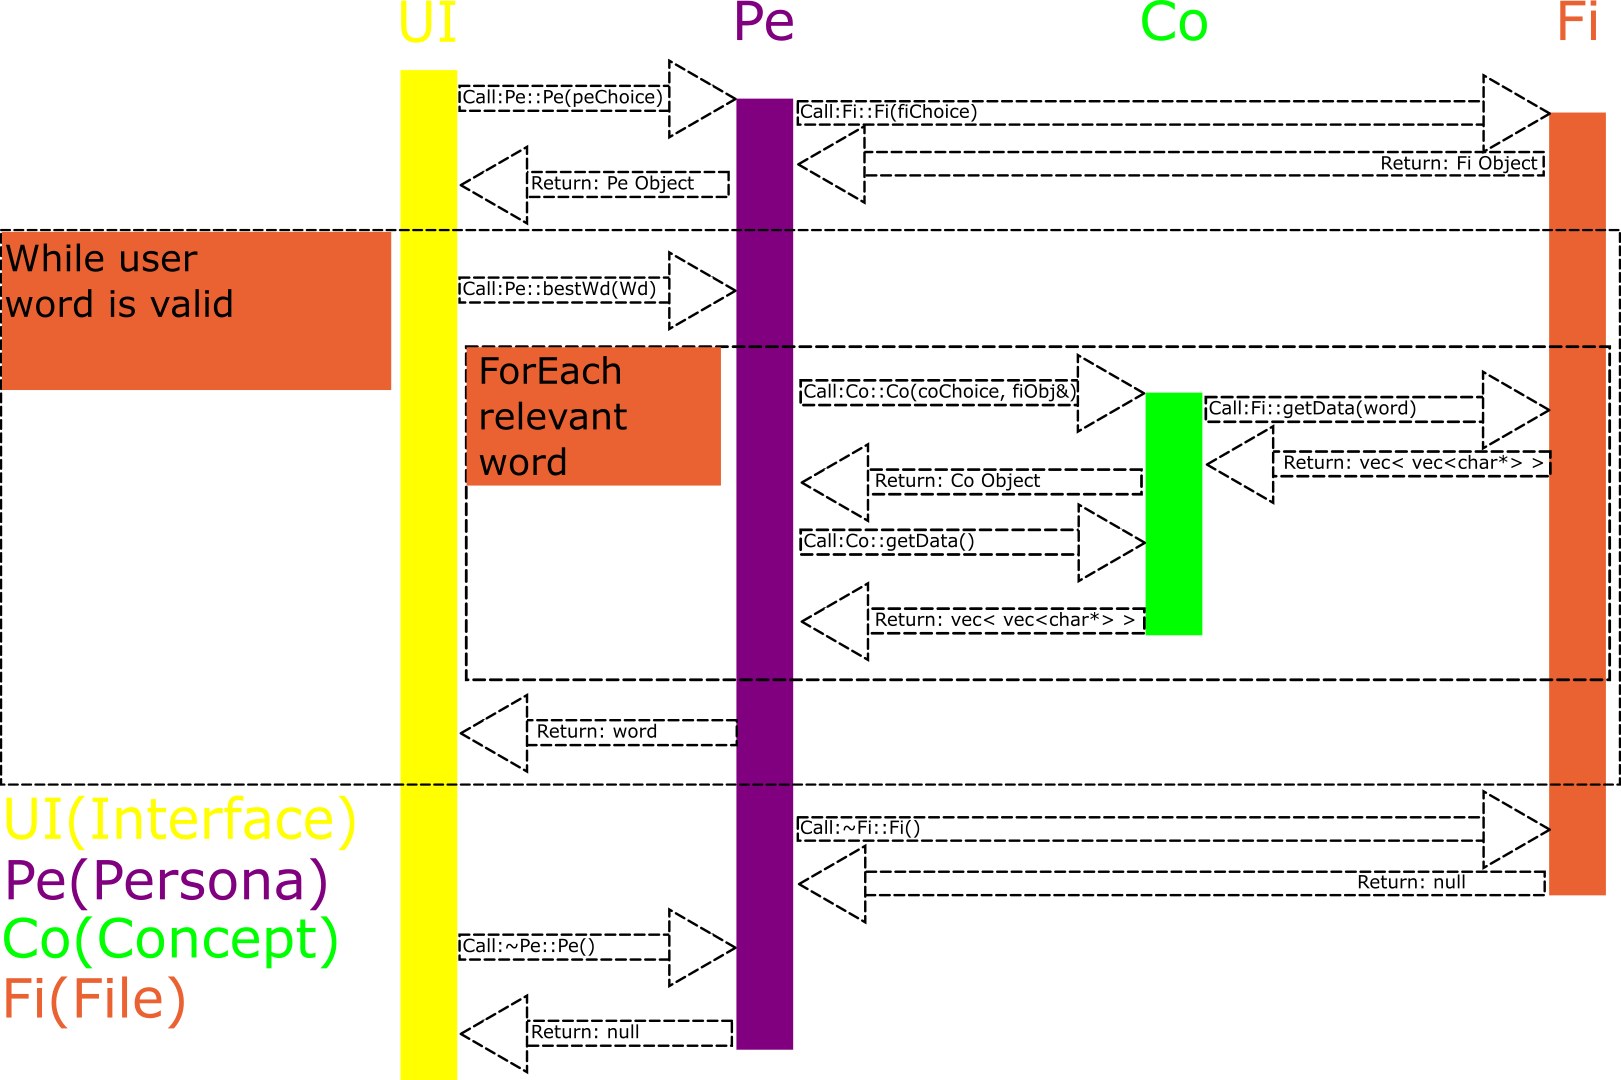 UI
Pe
Co
Fi
Call:Pe::Pe(peChoice)
Call:Fi::Fi(fiChoice)
Return: Fi Object
Return: Pe Object
While user
word is valid
Call:Pe::bestWd(Wd)
ForEach
relevant
word
Call:Co::Co(coChoice, fiObj&)
Call:Fi::getData(word)
Return: vec< vec<char*> >
Return: Co Object
Call:Co::getData()
Return: vec< vec<char*> >
Return: word
UI(Interface)
Pe(Persona)
Co(Concept)
Fi(File)
Call:~Fi::Fi()
Return: null
Call:~Pe::Pe()
Return: null